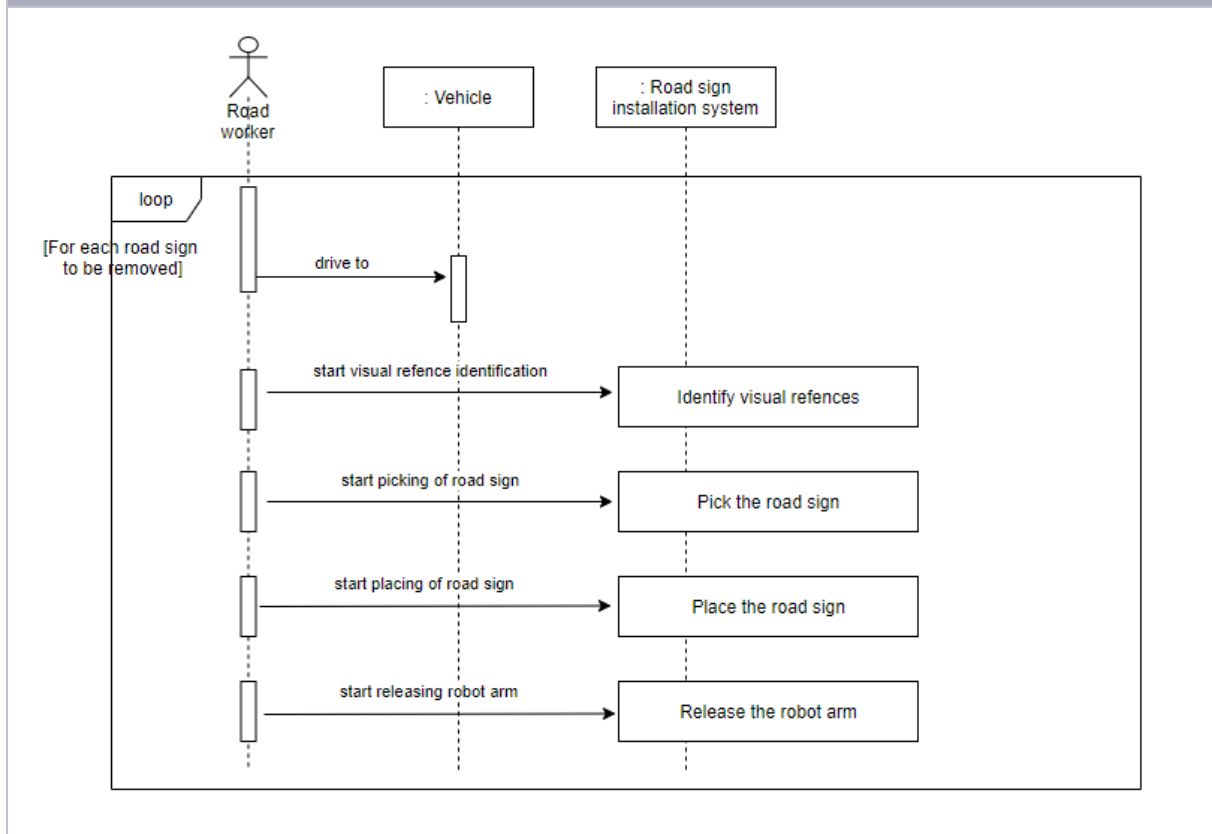 Road
worker
: Vehicle
: Road sign
installation system
loop
[For each road sign
to be removed]
drive to
start visual refence identification
Identify visual refences
start picking of road sign
Pick the road sign
start placing of road sign
Place the road sign
start releasing robot arm
Release the robot arm